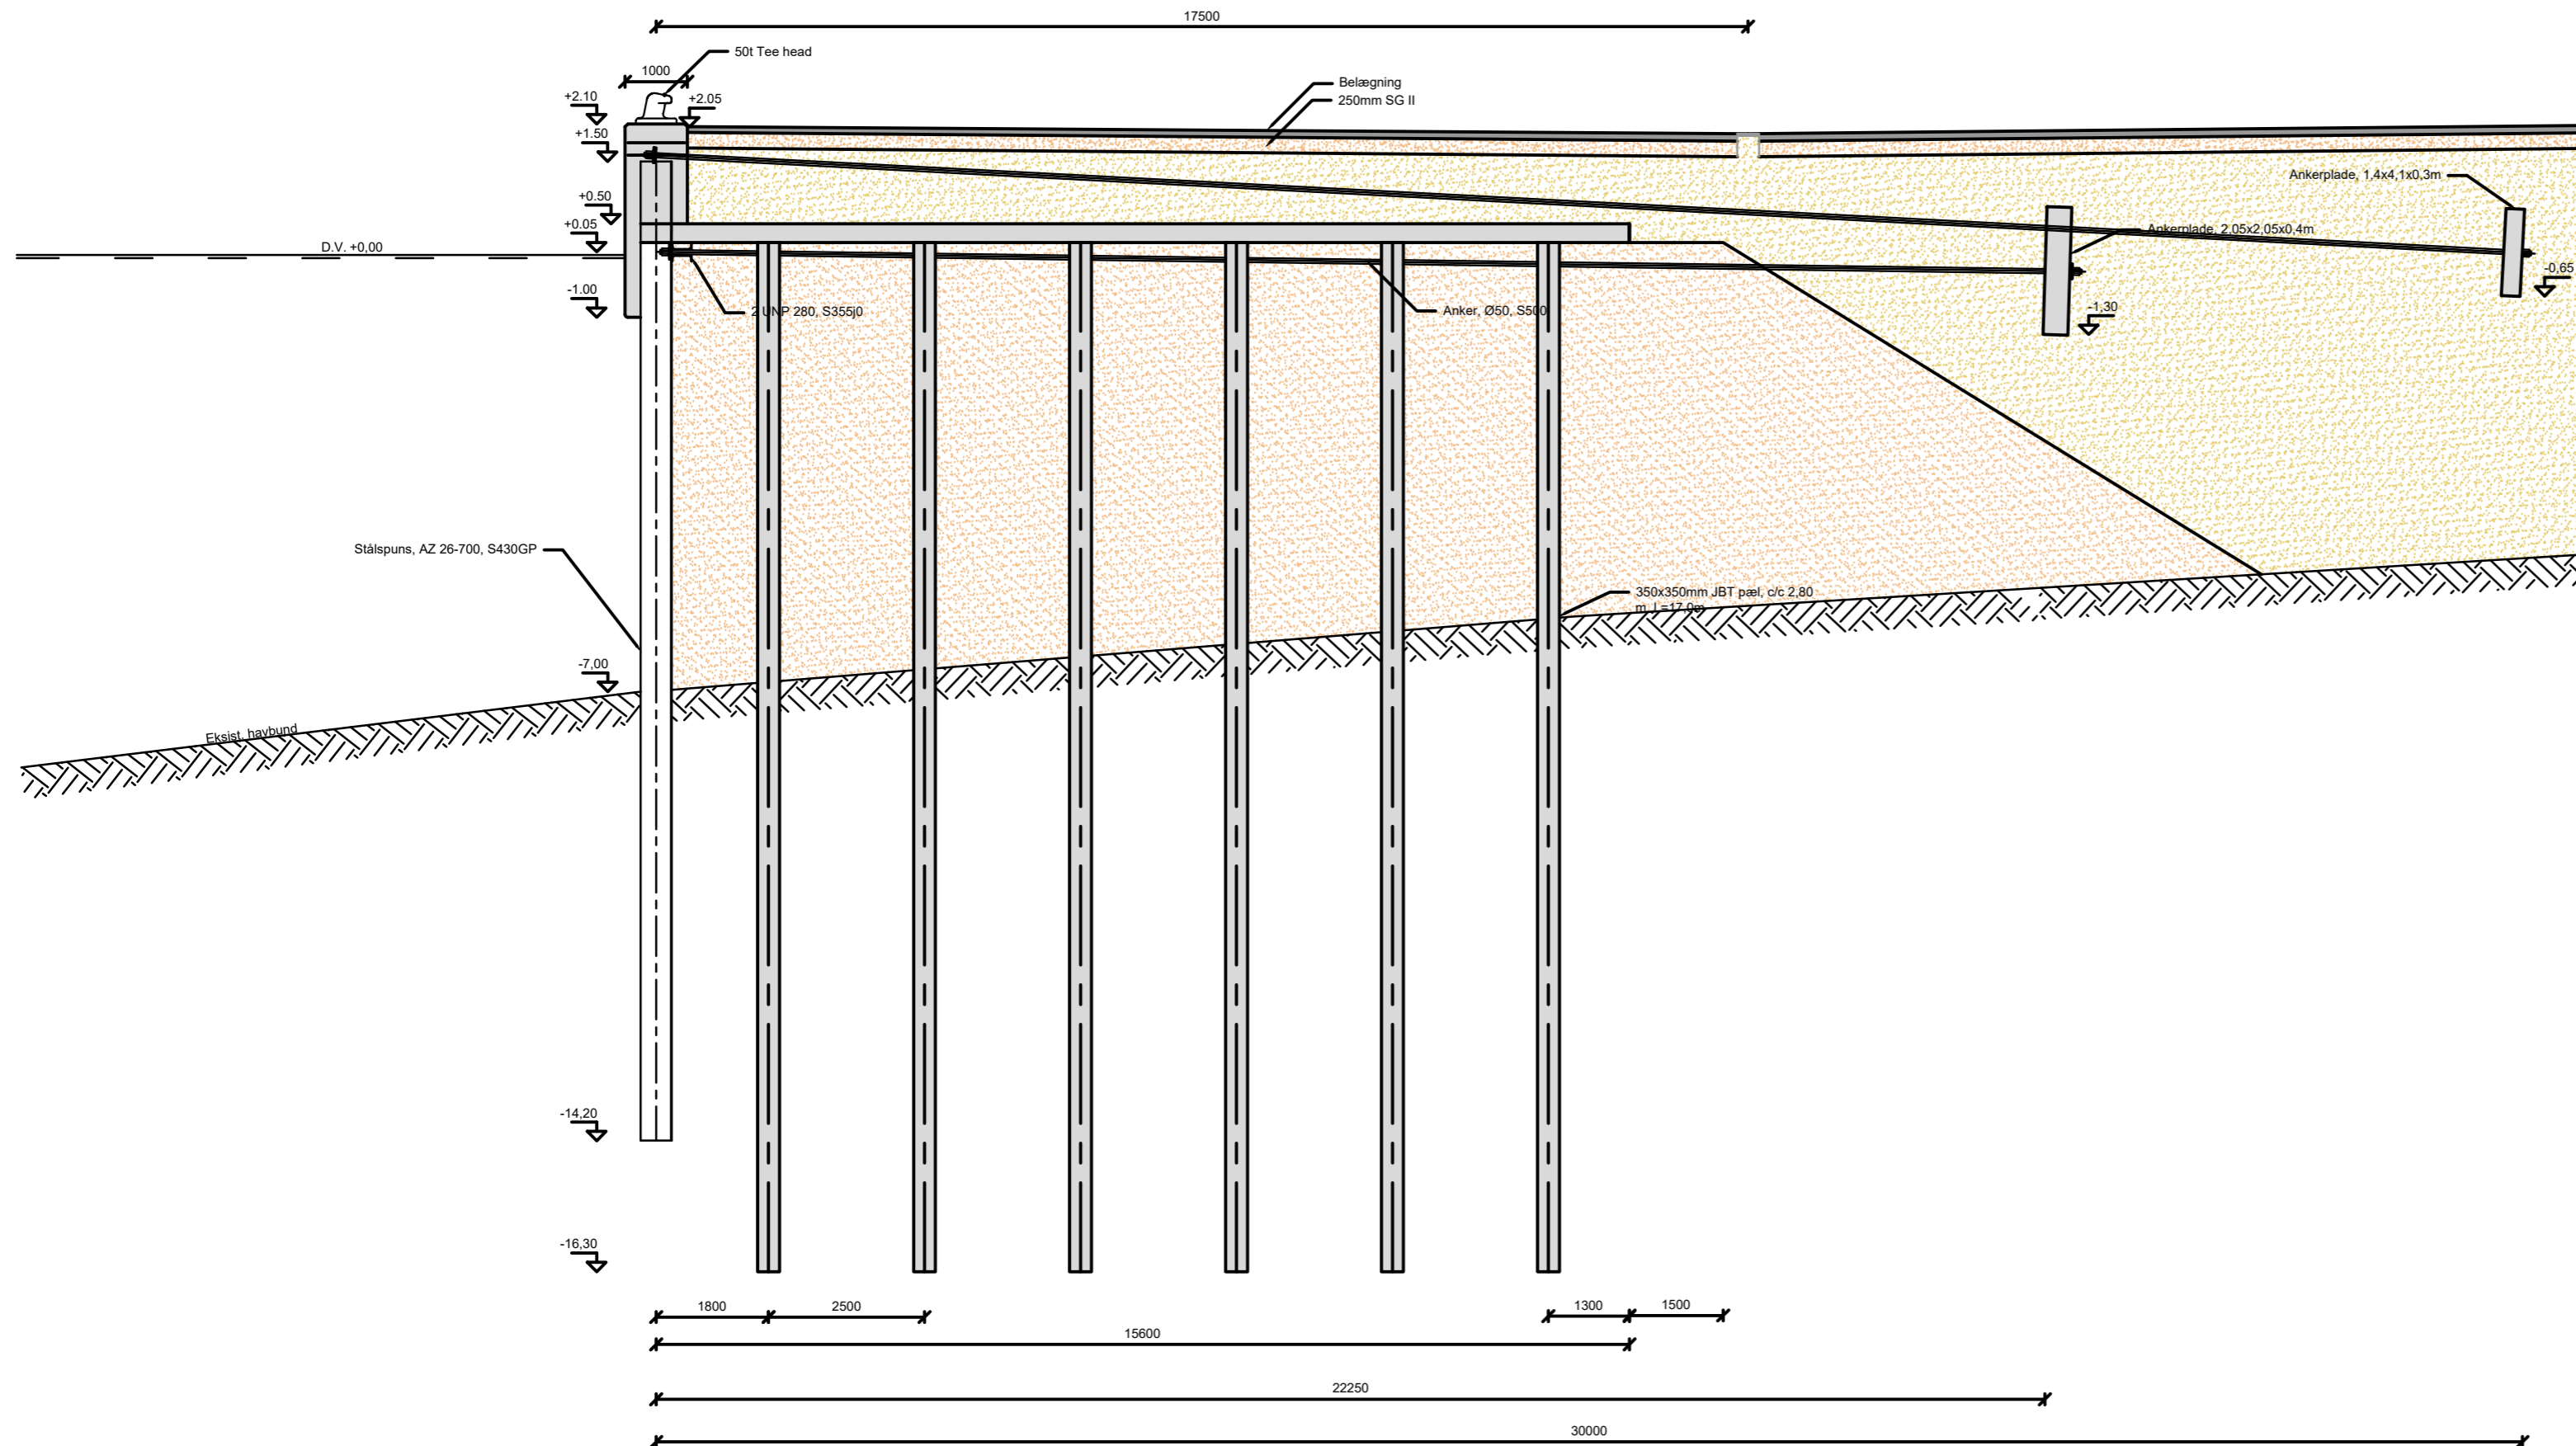 17500
50t Tee head
1000
Belægning
+2.10
+2.05
250mm SG II
+1.50
Ankerplade, 1,4x4,1x0,3m
+0.50
+0.05
Ankerplade, 2,05x2,05x0,4m
D.V. +0,00
-0,65
-1.00
2 UNP 280, S355j0
Anker, Ø50, S500
-1,30
Stålspuns, AZ 26-700, S430GP
350x350mm JBT pæl, c/c 2,80
m, L=17,0m
-7,00
Eksist. havbund
-14,20
-16,30
1800
2500
1300
1500
15600
22250
30000